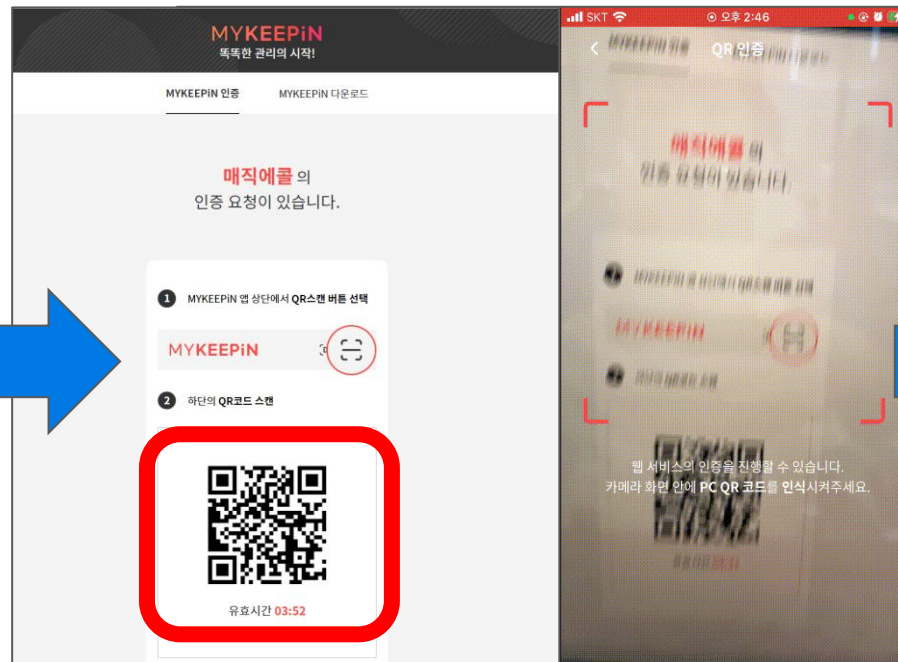 MYKEEPiN
똑똑한 관리의 시작!
MYKEEPiN 인증
MYKEEPiN 다운로드
매직에콜 의
인증 요청이 있습니다.
1 MYKEEPiN 앱 상단에서 QR스캔 버튼 선택
MYKEEPiN
2 하단의 QR코드 스캔
유효시간 03:52
SKT
오후 2:46
QR 인증
매직에콜 의
인증 요청이 있습니다.
MYKEEPiN
웹 서비스의 인증을 진행할 수 있습니다.
카메라 화면 안에 PC QR 코드를 인식시켜주세요.